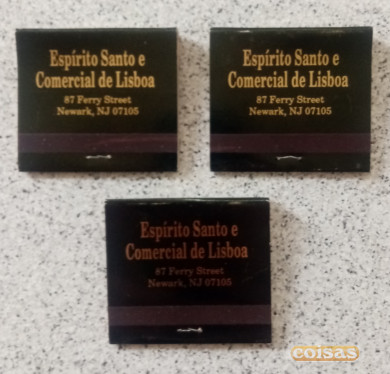 Espírito Santo e
Comercial de Lisboa
87 Ferry Street
Newark, NJ 07105
Espírito Santo e
Comercial de Lisboa
87 Ferry Street
Newark, NJ 07105
Espírito Santo e
Comercial de Lisboa
87 Ferry Street
Newark, NJ 07105
coisas